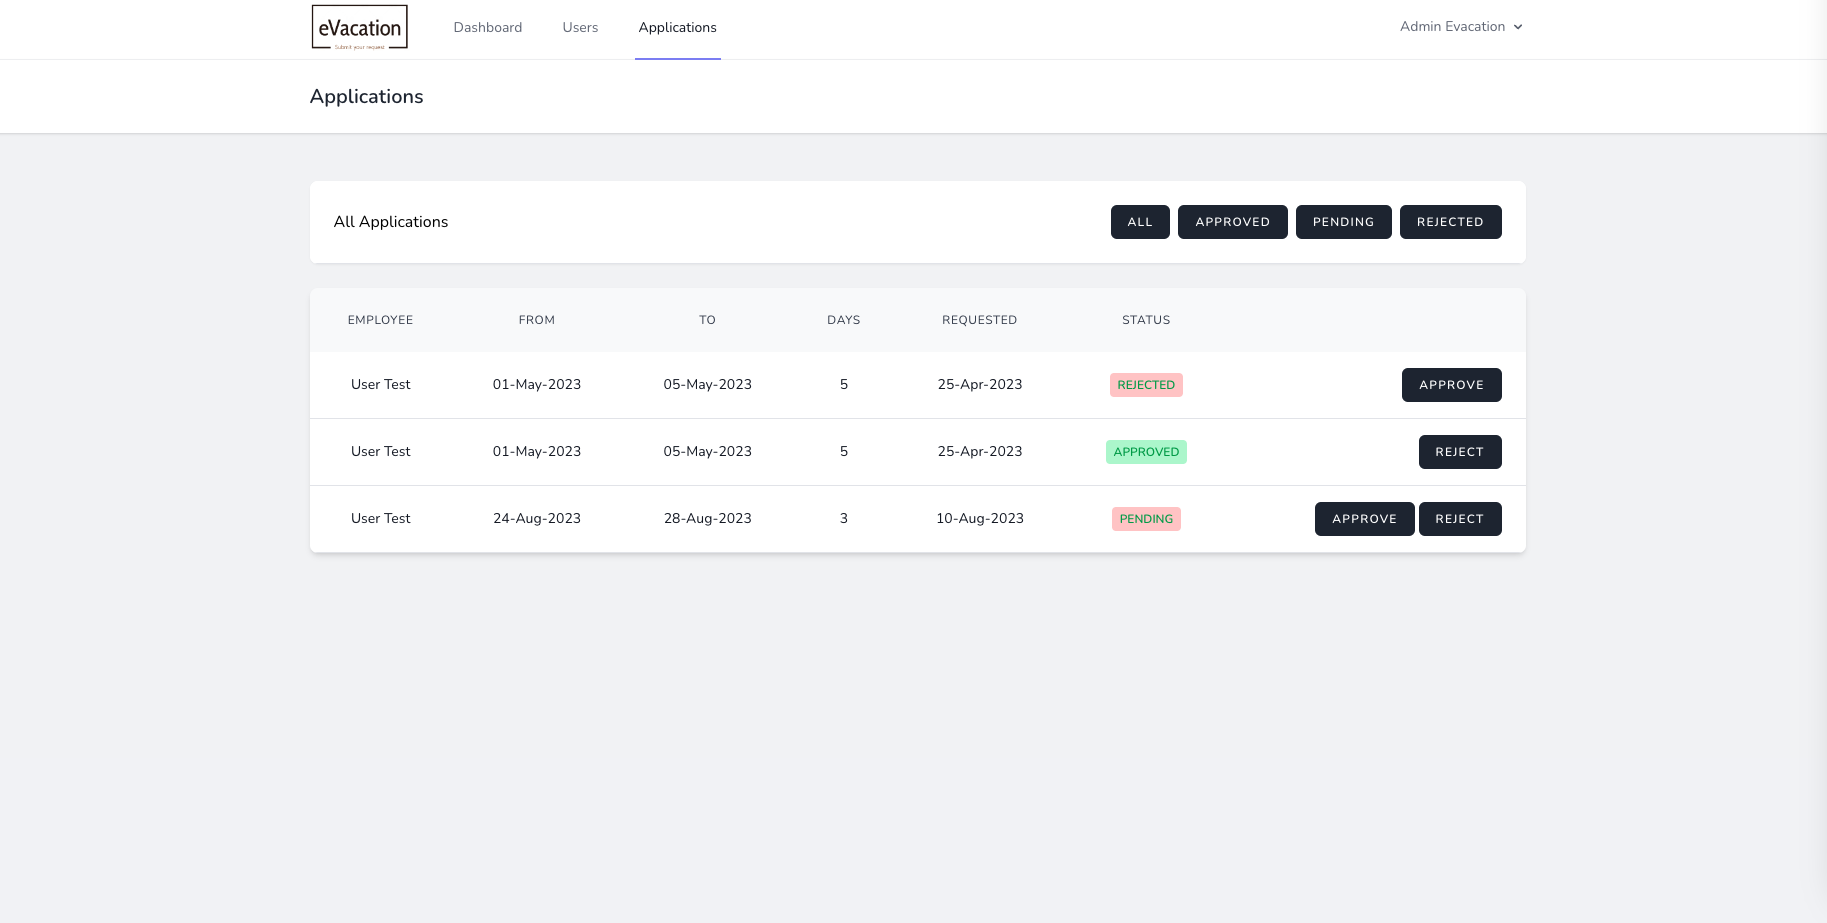 eVacation
Submit your request
Dashboard Users Applications Admin Evacation
Applications
All Applications ALL APPROVED PENDING REJECTED
EMPLOYEE FROM TO DAYS REQUESTED STATUS
User Test 01-May-2023 05-May-2023 5 25-Apr-2023 REJECTED APPROVE
User Test 01-May-2023 05-May-2023 5 25-Apr-2023 APPROVED REJECT
User Test 24-Aug-2023 28-Aug-2023 3 10-Aug-2023 PENDING APPROVE REJECT